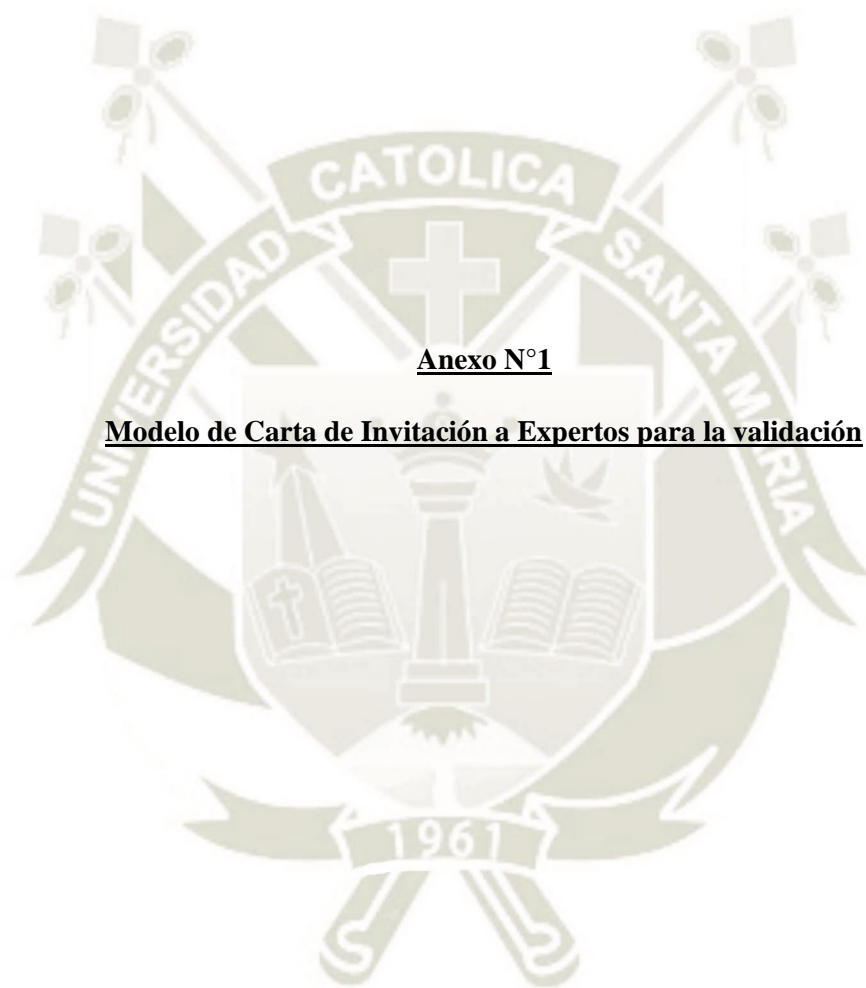 CATOLICA
UNIVERSIDAD
SANTA MARIA
Anexo N°1
Modelo de Carta de Invitación a Expertos para la validación
1961